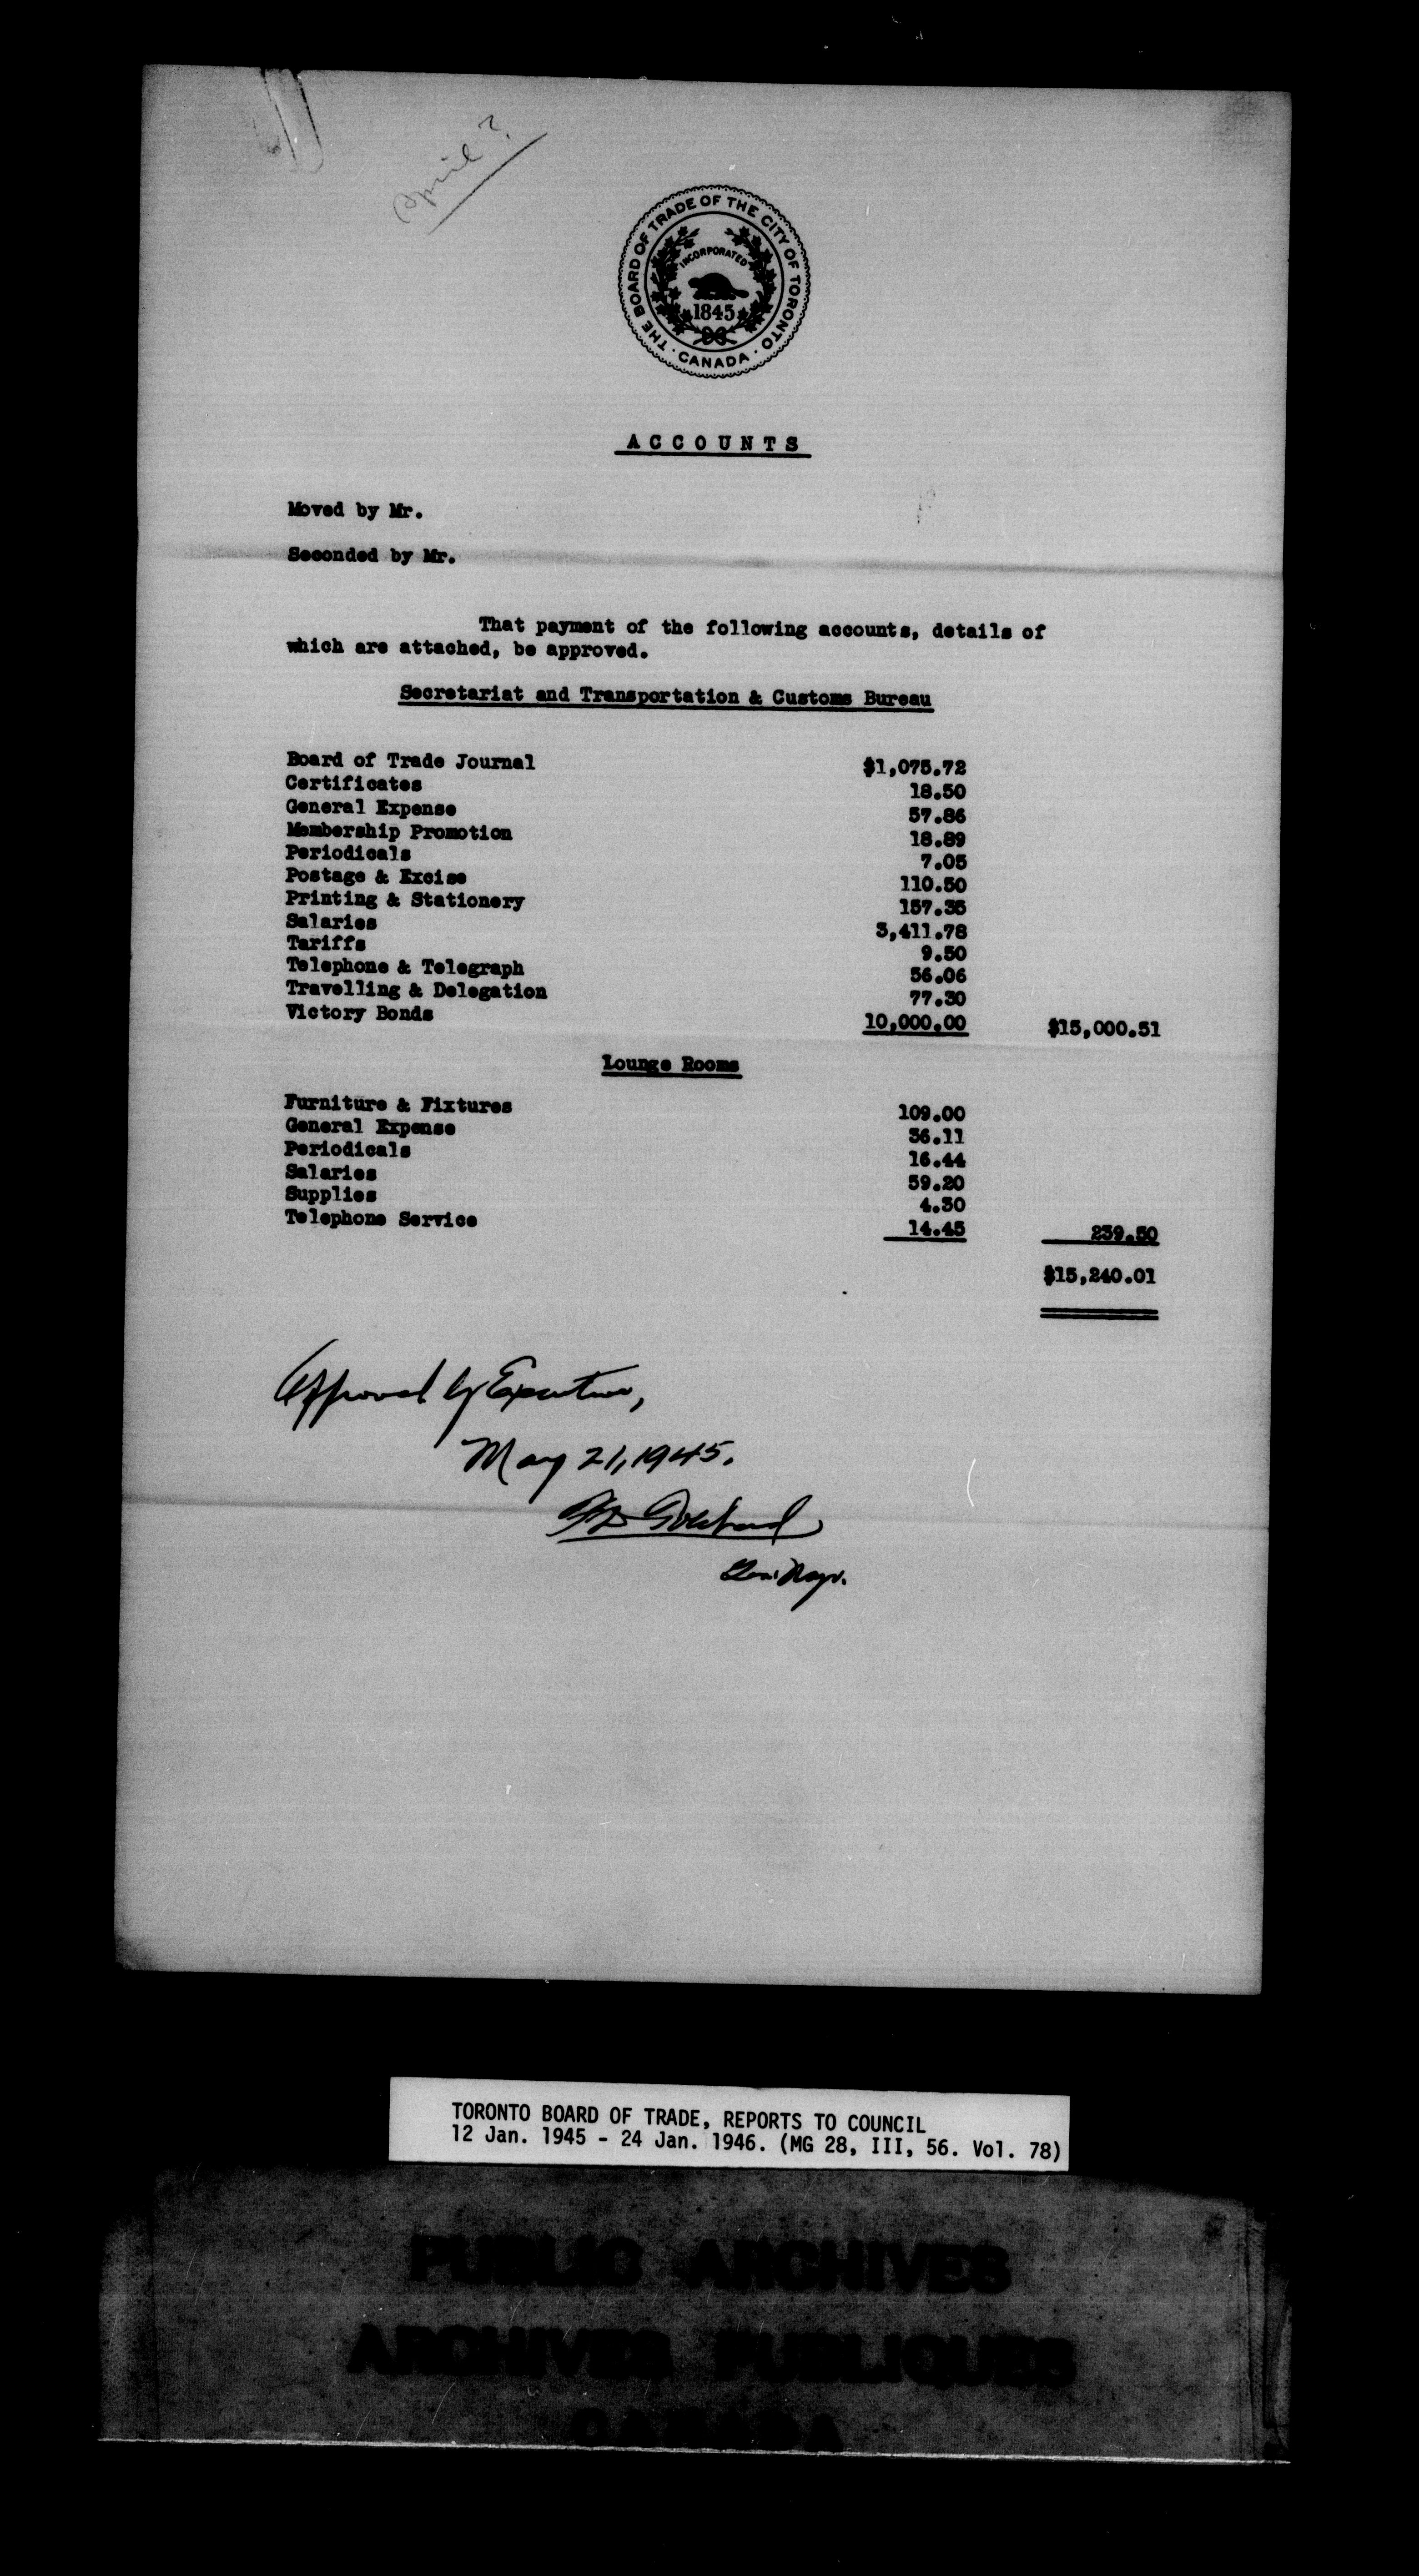 April?
THE BOARD OF TRADE OF THE CITY OF TORONTO
INCORPORATED
1845
· CANADA ·
ACCOUNTS
Moved by Mr.
Seconded by Mr.
That payment of the following accounts, details of
which are attached, be approved.
Secretariat and Transportation & Customs Bureau
Board of Trade Journal $1,075.72
Certificates 18.50
General Expense 57.86
Membership Promotion 18.89
Periodicals 7.05
Postage & Excise 110.50
Printing & Stationery 157.35
Salaries 3,411.78
Tariffs 9.50
Telephone & Telegraph 56.06
Travelling & Delegation 77.30
Victory Bonds 10,000.00 $15,000.51
Lounge Rooms
Furniture & Fixtures 109.00
General Expense 36.11
Periodicals 16.44
Salaries 59.20
Supplies 4.30
Telephone Service 14.45 239.50
$15,240.01
Approved by Executive,
May 21, 1945.
Gen. Mgr.
TORONTO BOARD OF TRADE, REPORTS TO COUNCIL
12 Jan. 1945 - 24 Jan. 1946. (MG 28, III, 56. Vol. 78)
PUBLIC ARCHIVES
ARCHIVES PUBLIQUES
CANADA